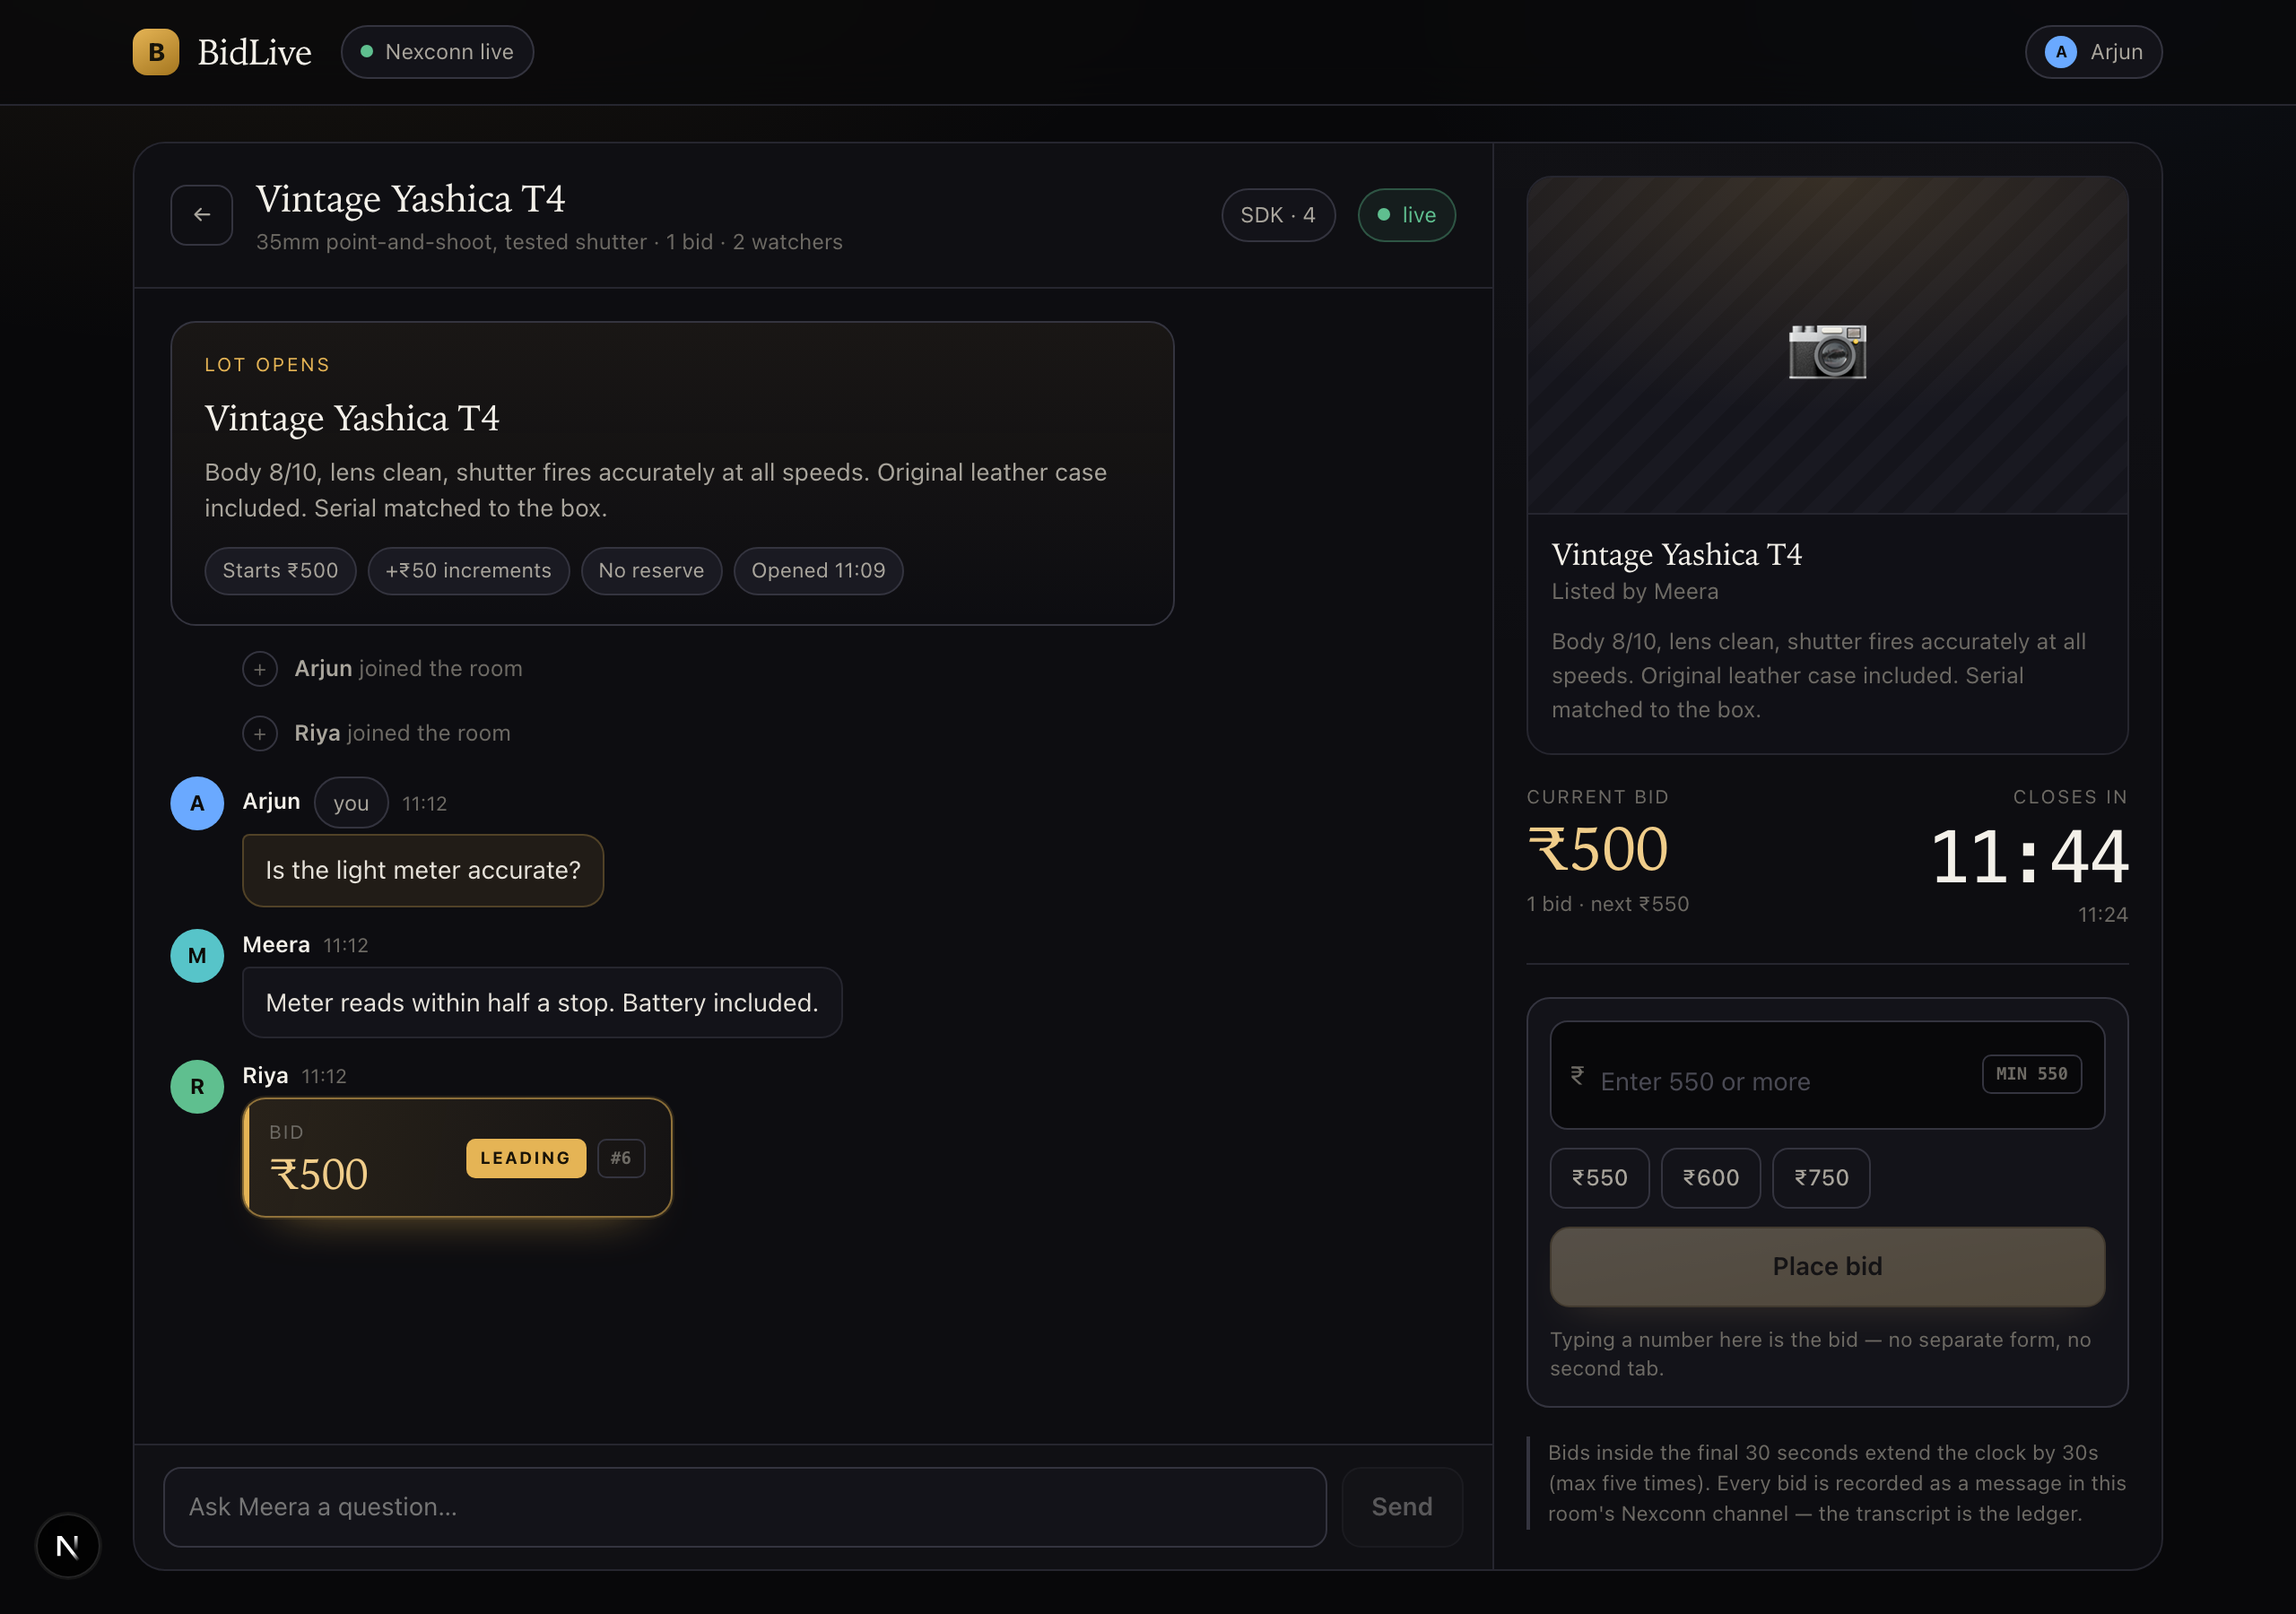 B BidLive Nexconn live
A Arjun
←
Vintage Yashica T4
35mm point-and-shoot, tested shutter · 1 bid · 2 watchers
SDK · 4
live
LOT OPENS
Vintage Yashica T4
Body 8/10, lens clean, shutter fires accurately at all speeds. Original leather case
included. Serial matched to the box.
Starts ₹500 +₹50 increments No reserve Opened 11:09
+ Arjun joined the room
+ Riya joined the room
A Arjun you 11:12
Is the light meter accurate?
M Meera 11:12
Meter reads within half a stop. Battery included.
R Riya 11:12
BID
₹500
LEADING #6
Ask Meera a question...
Send
Vintage Yashica T4
Listed by Meera
Body 8/10, lens clean, shutter fires accurately at all
speeds. Original leather case included. Serial
matched to the box.
CURRENT BID
₹500
1 bid · next ₹550
CLOSES IN
11:44
11:24
₹ Enter 550 or more MIN 550
₹550 ₹600 ₹750
Place bid
Typing a number here is the bid — no separate form, no
second tab.
Bids inside the final 30 seconds extend the clock by 30s
(max five times). Every bid is recorded as a message in this
room's Nexconn channel — the transcript is the ledger.
N